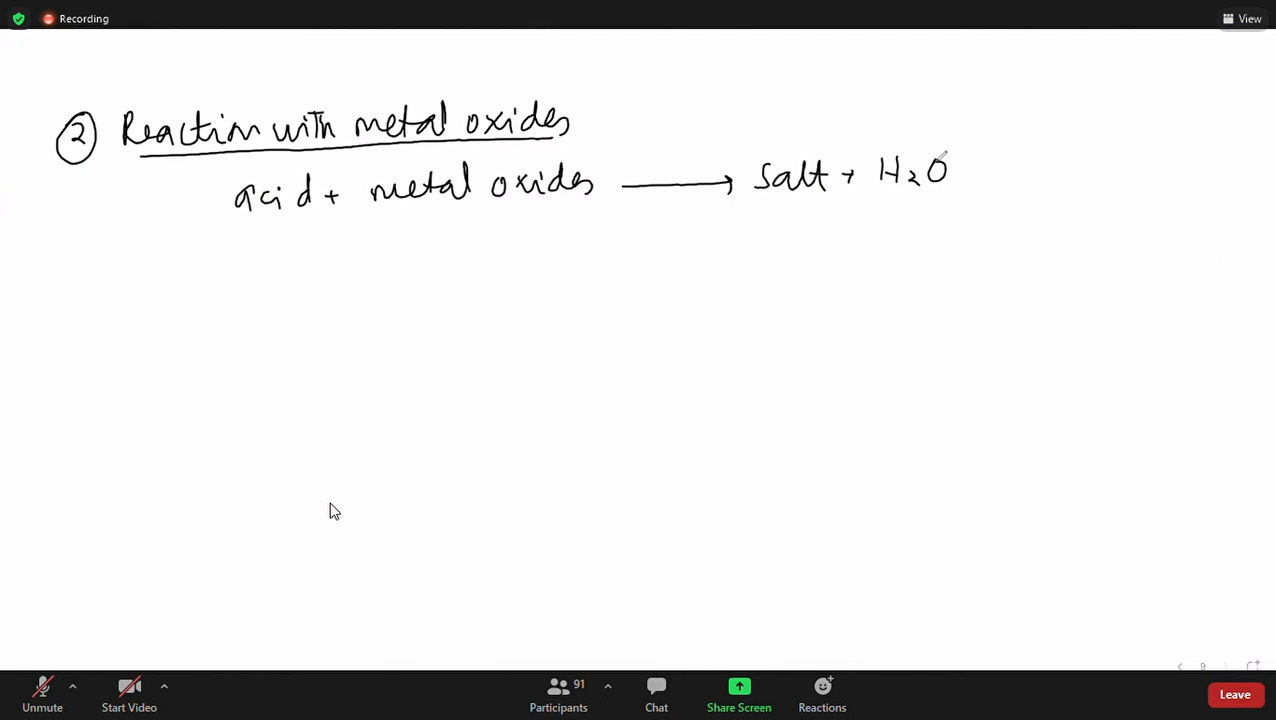 Recording
View
② Reaction with metal oxides
acid + metal oxides ⟶ Salt + H₂O
9
Unmute
Start Video
91
Participants
Chat
Share Screen
Reactions
Leave